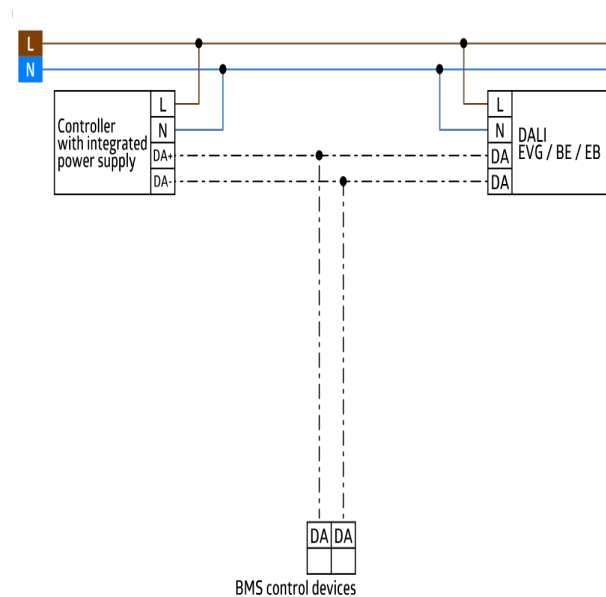 L
N
Controller
with integrated
power supply
L
N
DA+
DA-
L
N
DA
DA
DALI
EVG / BE / EB
DA DA
BMS control devices